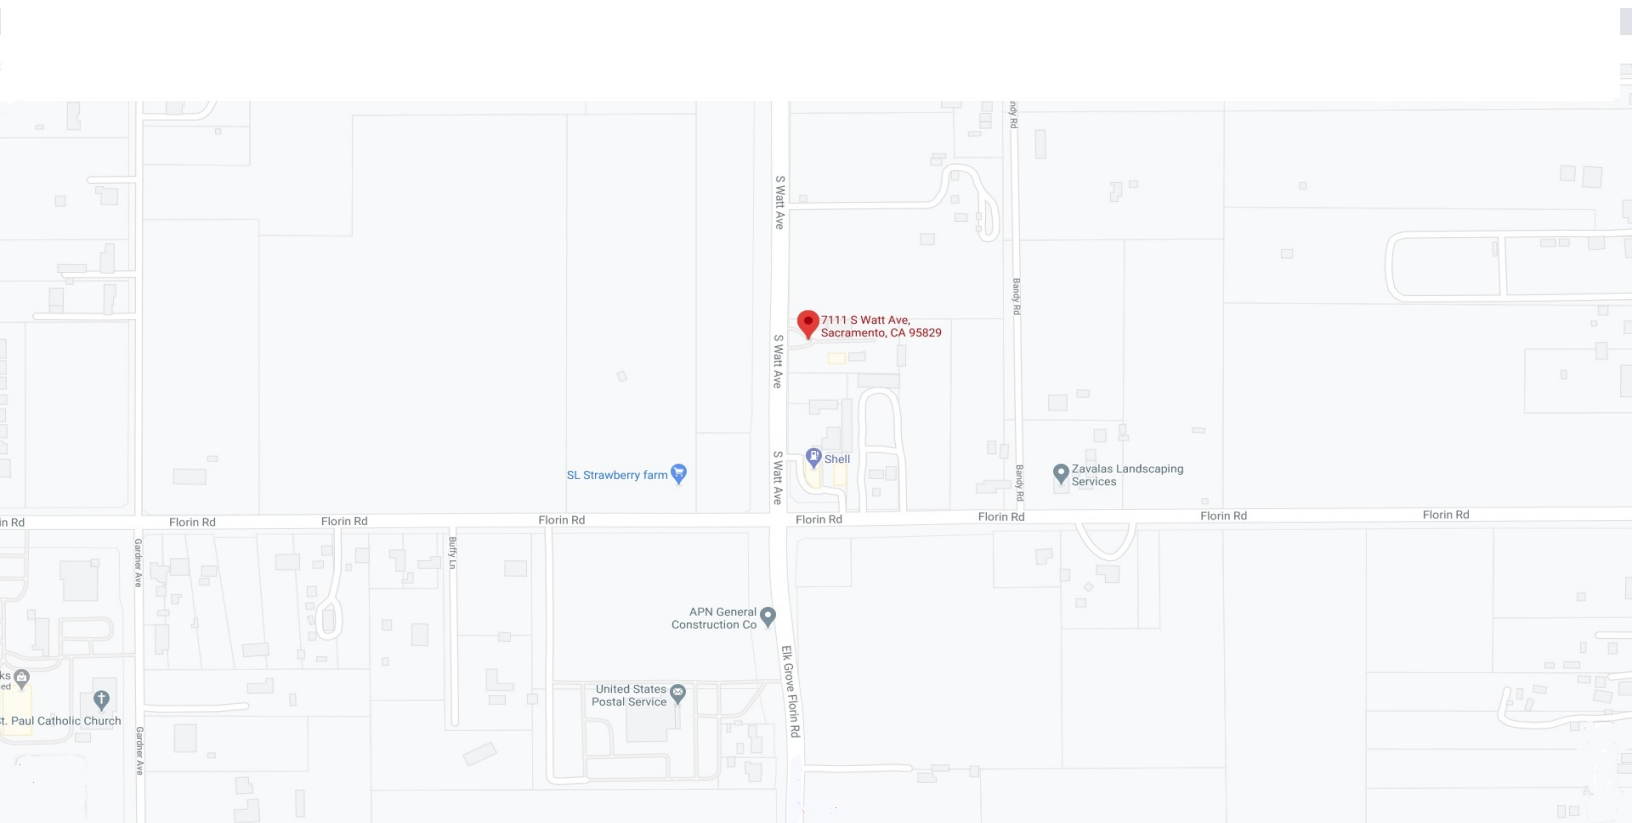 ndy Rd
S Watt Ave
Bandy Rd
7111 S Watt Ave,
Sacramento, CA 95829
S Watt Ave
S Watt Ave
Shell
SL Strawberry farm
Bandy Rd
Zavalas Landscaping
Services
in Rd
Florin Rd
Florin Rd
Florin Rd
Florin Rd
Florin Rd
Florin Rd
Florin Rd
Gardner Ave
Buffy Ln
APN General
Construction Co
Elk Grove Florin Rd
ks
ed
United States
Postal Service
St. Paul Catholic Church
Gardner Ave